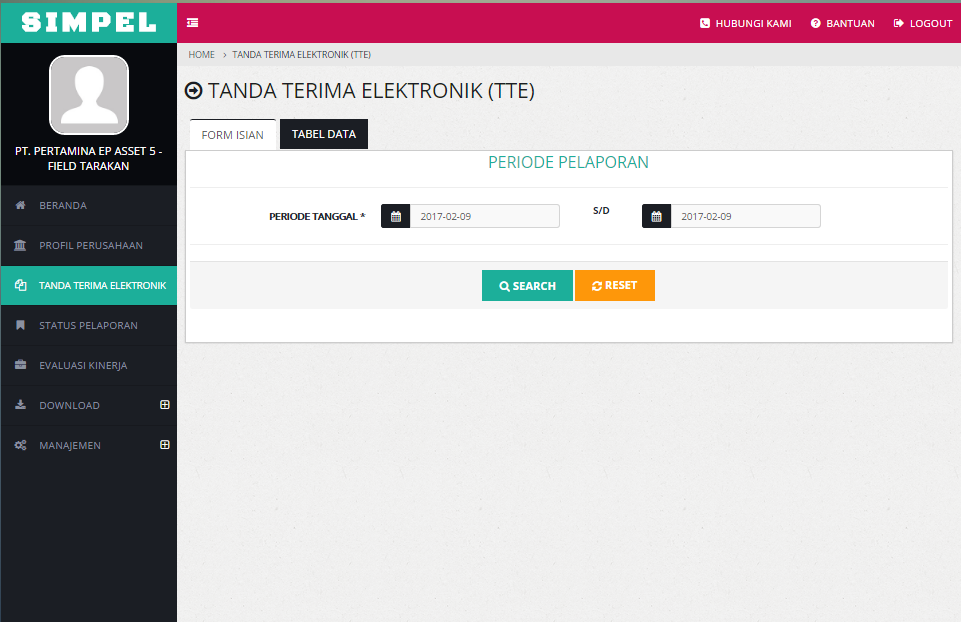 SIMPEL
HUBUNGI KAMI
BANTUAN
LOGOUT
PT. PERTAMINA EP ASSET 5 -
FIELD TARAKAN
BERANDA
PROFIL PERUSAHAAN
TANDA TERIMA ELEKTRONIK
STATUS PELAPORAN
EVALUASI KINERJA
DOWNLOAD
MANAJEMEN
HOME > TANDA TERIMA ELEKTRONIK (TTE)
TANDA TERIMA ELEKTRONIK (TTE)
FORM ISIAN
TABEL DATA
PERIODE PELAPORAN
PERIODE TANGGAL * 2017-02-09 S/D 2017-02-09
SEARCH
RESET